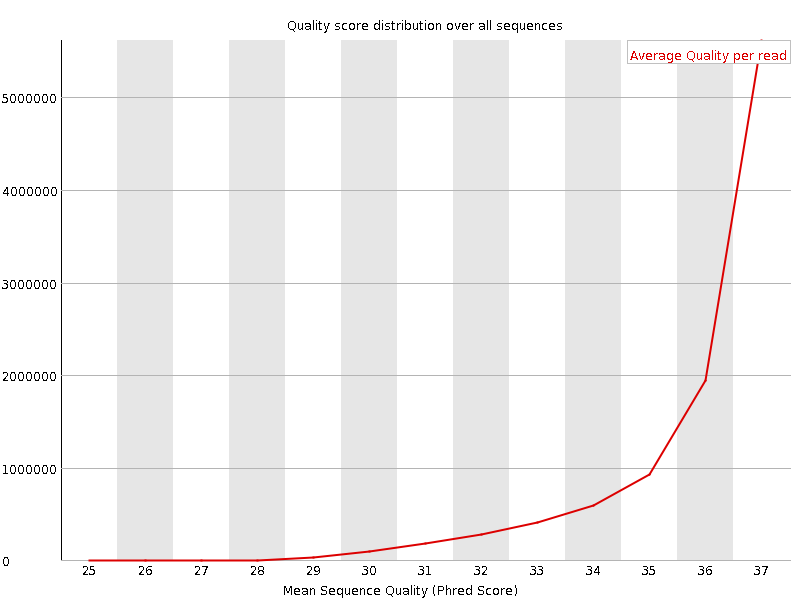 Quality score distribution over all sequences
Average Quality per read
5000000
4000000
3000000
2000000
1000000
0
25 26 27 28 29 30 31 32 33 34 35 36 37
Mean Sequence Quality (Phred Score)